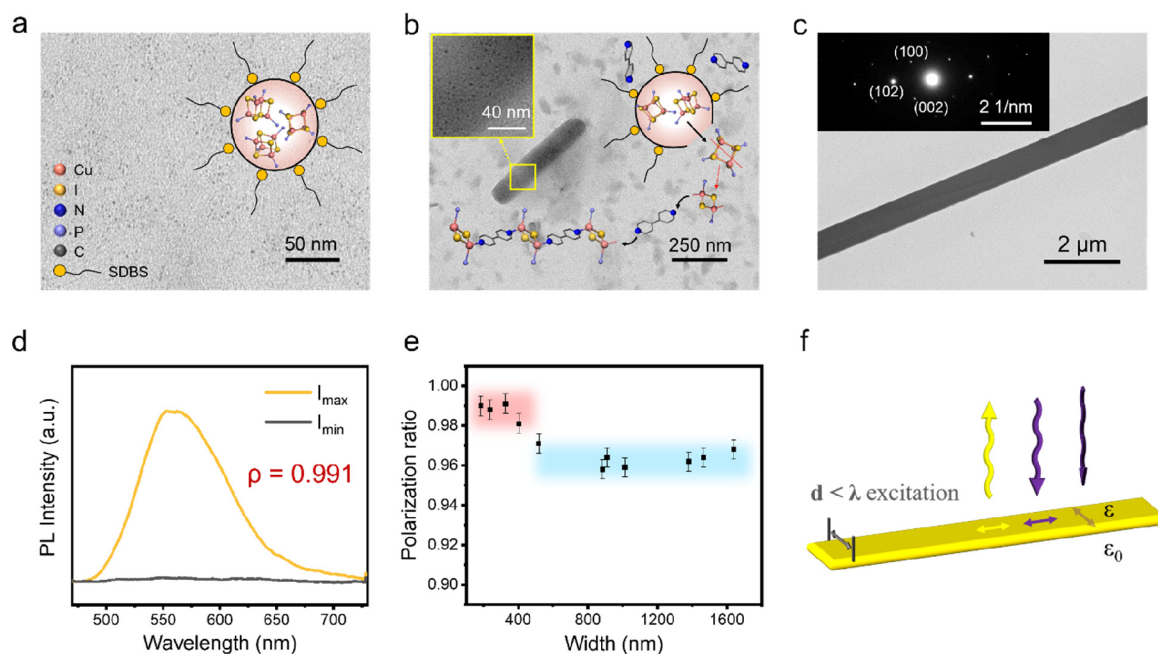 a
Cu
I
N
P
C
SDBS
50 nm
b
40 nm
250 nm
c
(100)
(102)
(002)
2 1/nm
2 μm
d
PL Intensity (a.u.)
I_max
I_min
ρ = 0.991
500 550 600 650 700
Wavelength (nm)
e
Polarization ratio
1.00
0.98
0.96
0.94
0.92
0.90
400 800 1200 1600
Width (nm)
f
d < λ excitation
ε
ε₀